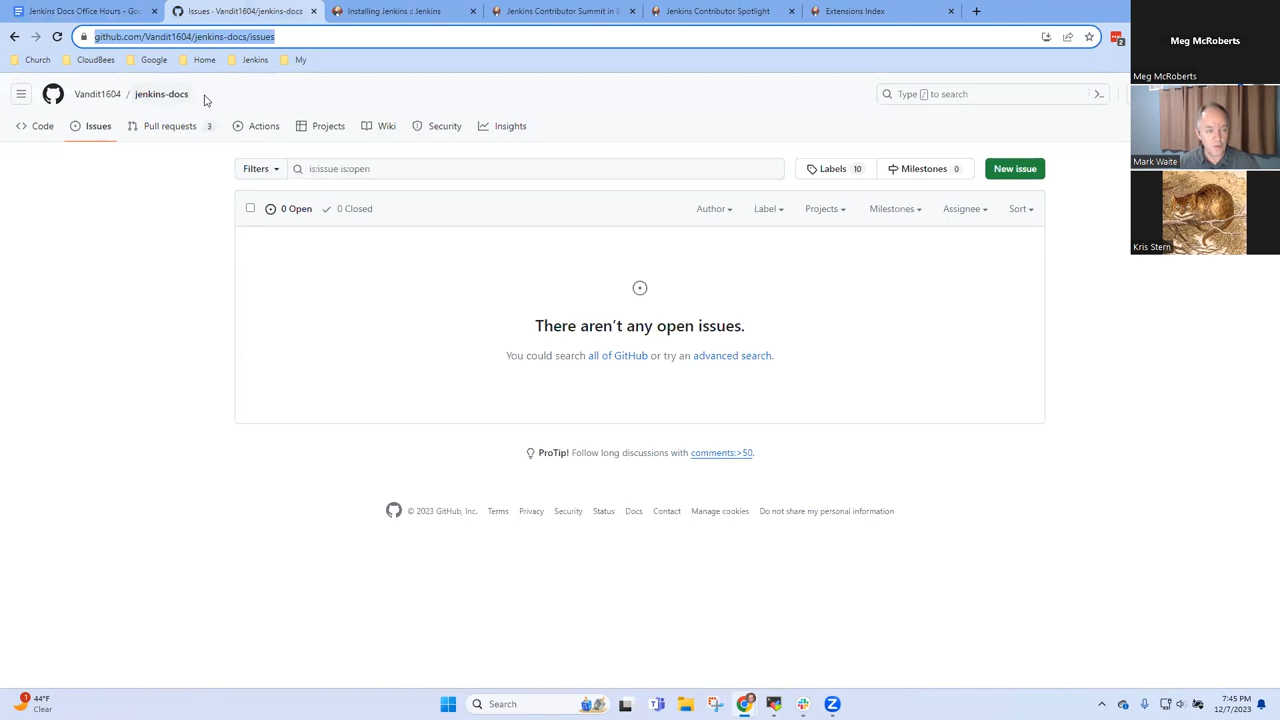 Jenkins Docs Office Hours - Goo
Issues - Vandit1604/jenkins-docs
Installing Jenkins :: Jenkins
Jenkins Contributor Summit in B
Jenkins Contributor Spotlight
Extensions Index
github.com/Vandit1604/jenkins-docs/issues
2
Church
CloudBees
Google
Home
Jenkins
My
Vandit1604 / jenkins-docs
Type / to search
Code
Issues
Pull requests 3
Actions
Projects
Wiki
Security
Insights
Filters
is:issue is:open
Labels 10
Milestones 0
New issue
0 Open
0 Closed
Author
Label
Projects
Milestones
Assignee
Sort
There aren't any open issues.
You could search all of GitHub or try an advanced search.
ProTip! Follow long discussions with comments:>50.
© 2023 GitHub, Inc.
Terms
Privacy
Security
Status
Docs
Contact
Manage cookies
Do not share my personal information
Meg McRoberts
Meg McRoberts
Mark Waite
Kris Stern
1
44°F
Clear
Search
7:45 PM
12/7/2023